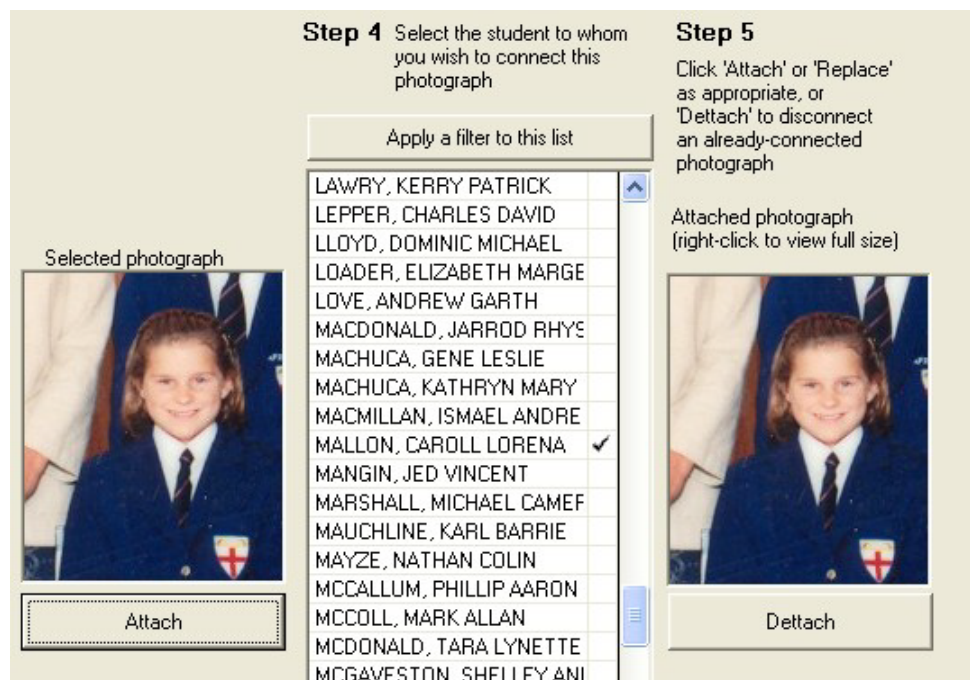 Step 4 Select the student to whom
you wish to connect this
photograph
Apply a filter to this list
LAWRY, KERRY PATRICK
LEPPER, CHARLES DAVID
LLOYD, DOMINIC MICHAEL
LOADER, ELIZABETH MARGE
LOVE, ANDREW GARTH
MACDONALD, JARROD RHYS
MACHUCA, GENE LESLIE
MACHUCA, KATHRYN MARY
MACMILLAN, ISMAEL ANDRE
MALLON, CAROLL LORENA
MANGIN, JED VINCENT
MARSHALL, MICHAEL CAMER
MAUCHLINE, KARL BARRIE
MAYZE, NATHAN COLIN
MCCALLUM, PHILLIP AARON
MCCOLL, MARK ALLAN
MCDONALD, TARA LYNETTE
MCGAVESTON, SHELLEY ANI
Selected photograph
Attach
Step 5
Click 'Attach' or 'Replace'
as appropriate, or
'Dettach' to disconnect
an already-connected
photograph
Attached photograph
(right-click to view full size)
Dettach